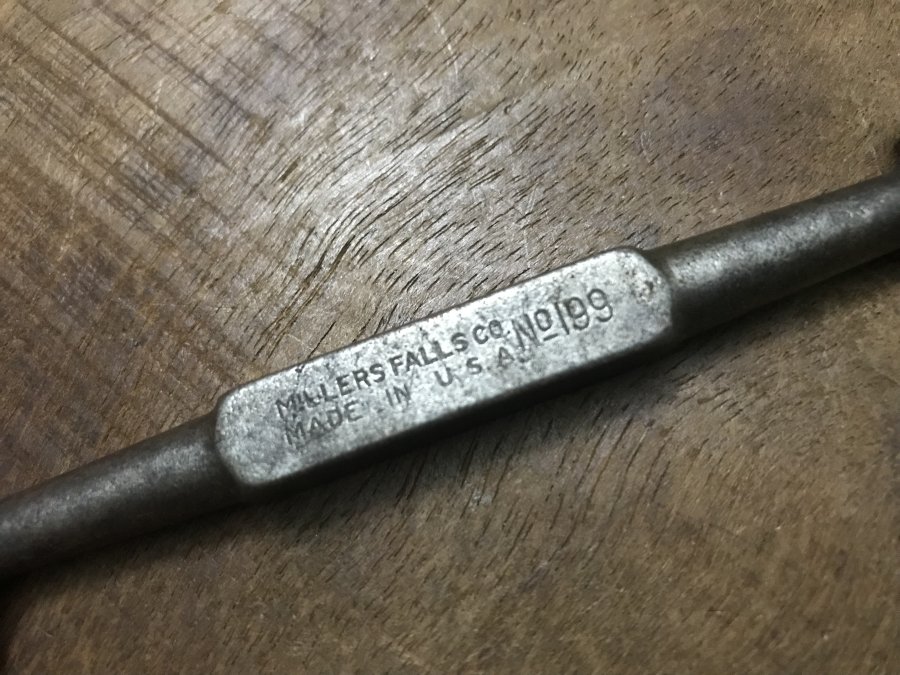 MILLERS FALLS CO. No 199
MADE IN U.S.A.